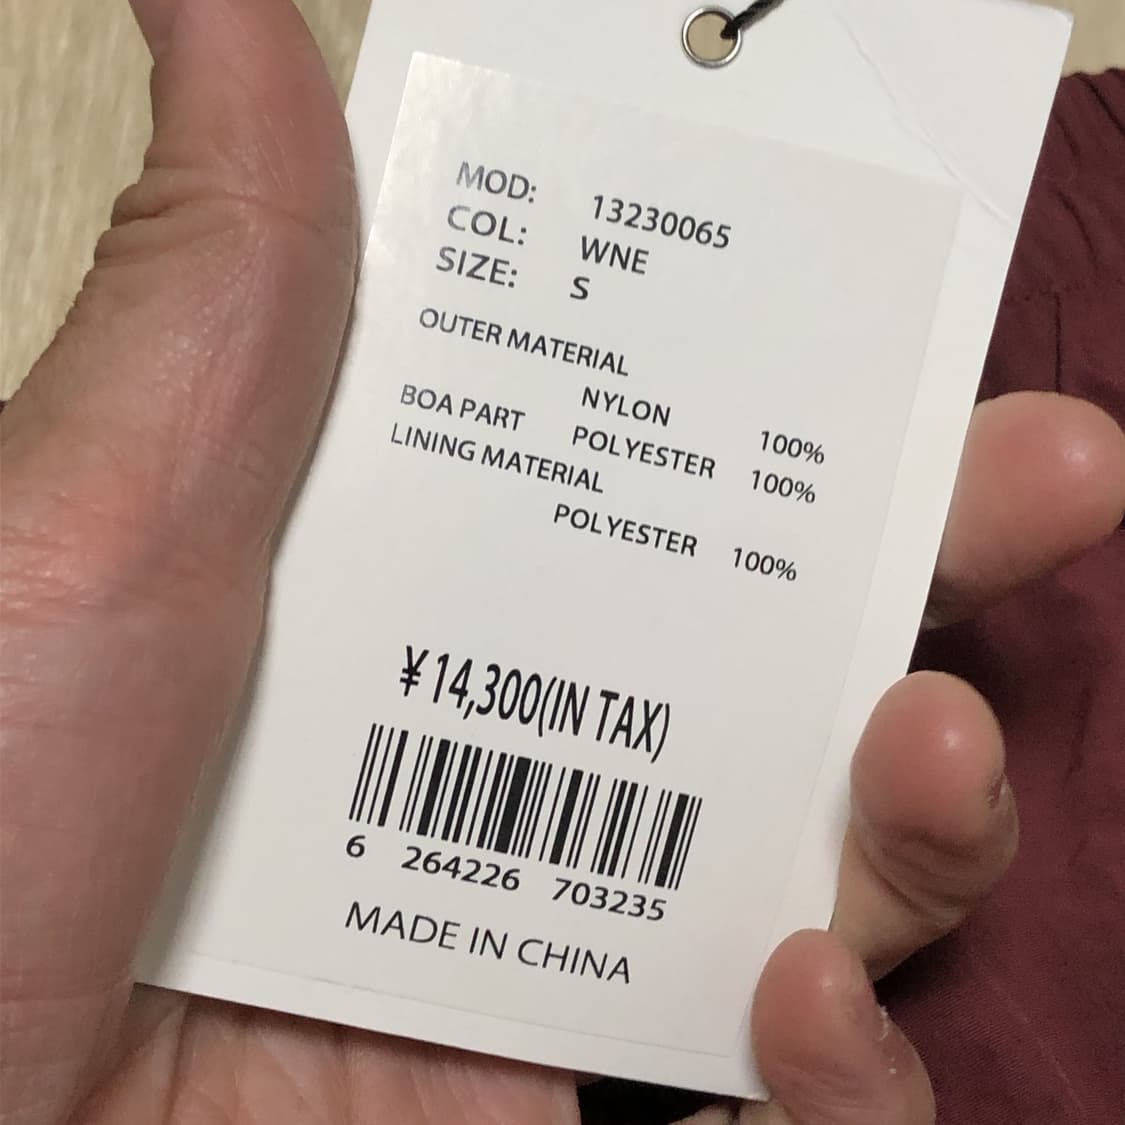 MOD: 13230065
COL: WNE
SIZE: S
OUTER MATERIAL
NYLON 100%
BOA PART POLYESTER 100%
LINING MATERIAL
POLYESTER 100%
¥14,300(IN TAX)
6 264226 703235
MADE IN CHINA